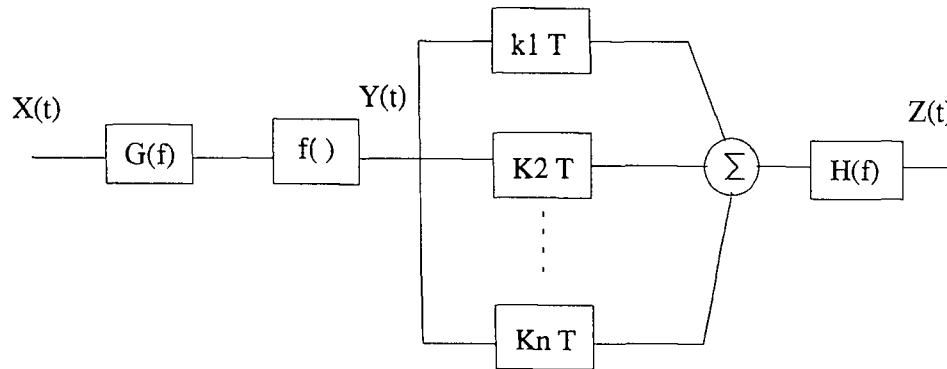 k1 T
X(t)
Y(t)
Z(t)
G(f)
f( )
K2 T
Σ
H(f)
Kn T